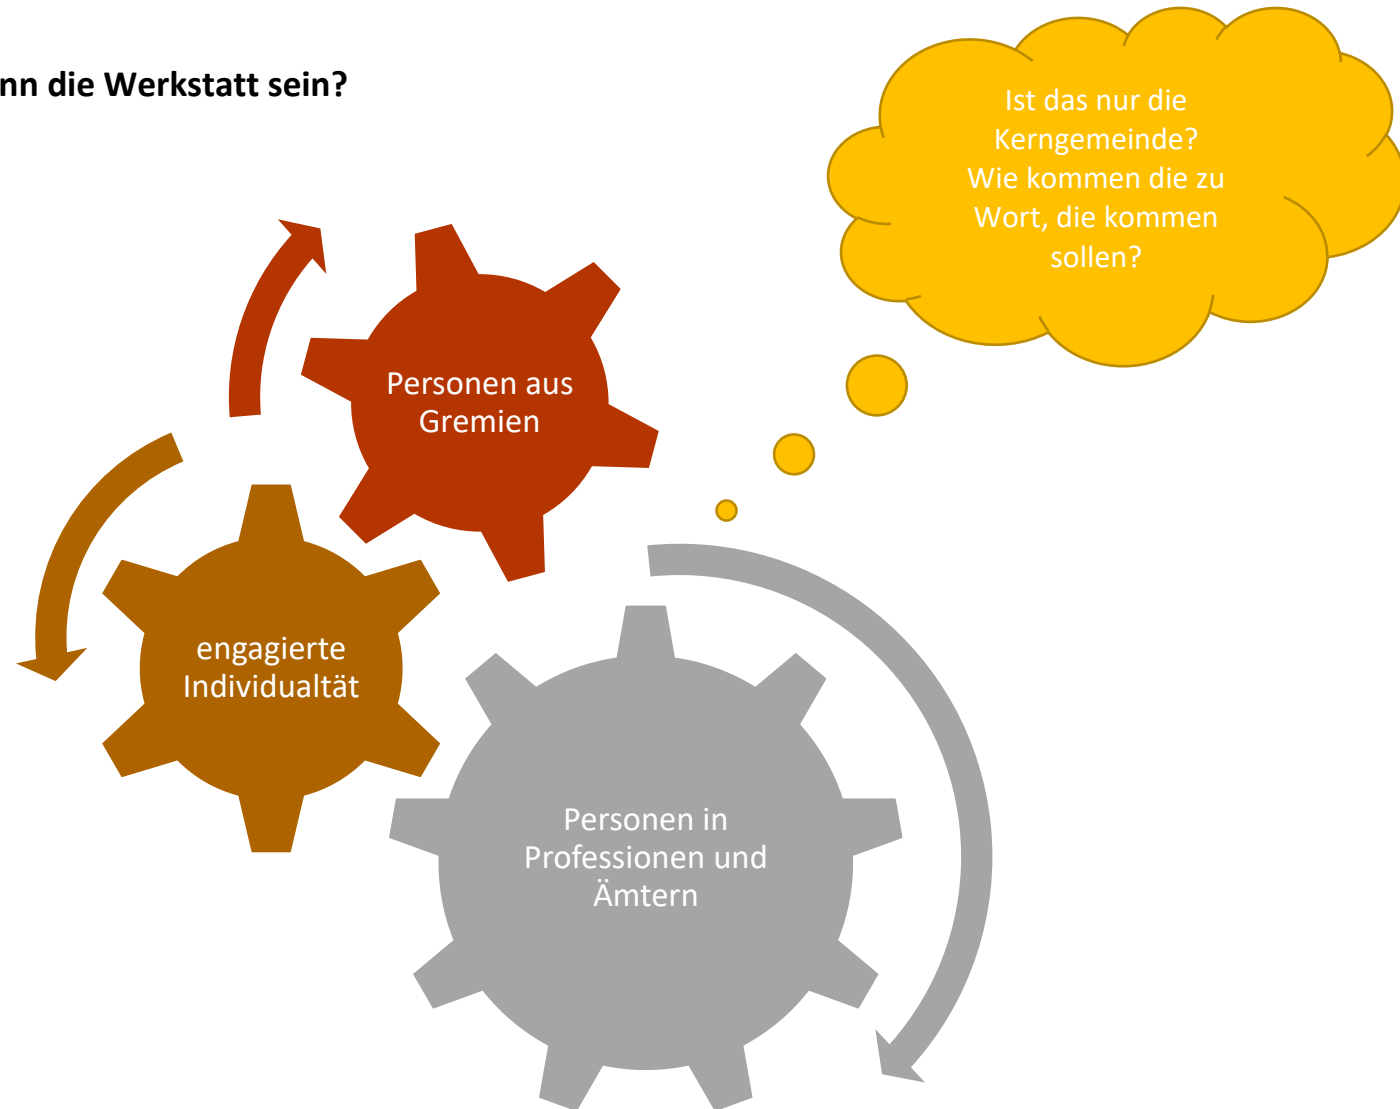 nn die Werkstatt sein?
Ist das nur die
Kerngemeinde?
Wie kommen die zu
Wort, die kommen
sollen?
Personen aus
Gremien
engagierte
Individualtät
Personen in
Professionen und
Ämtern